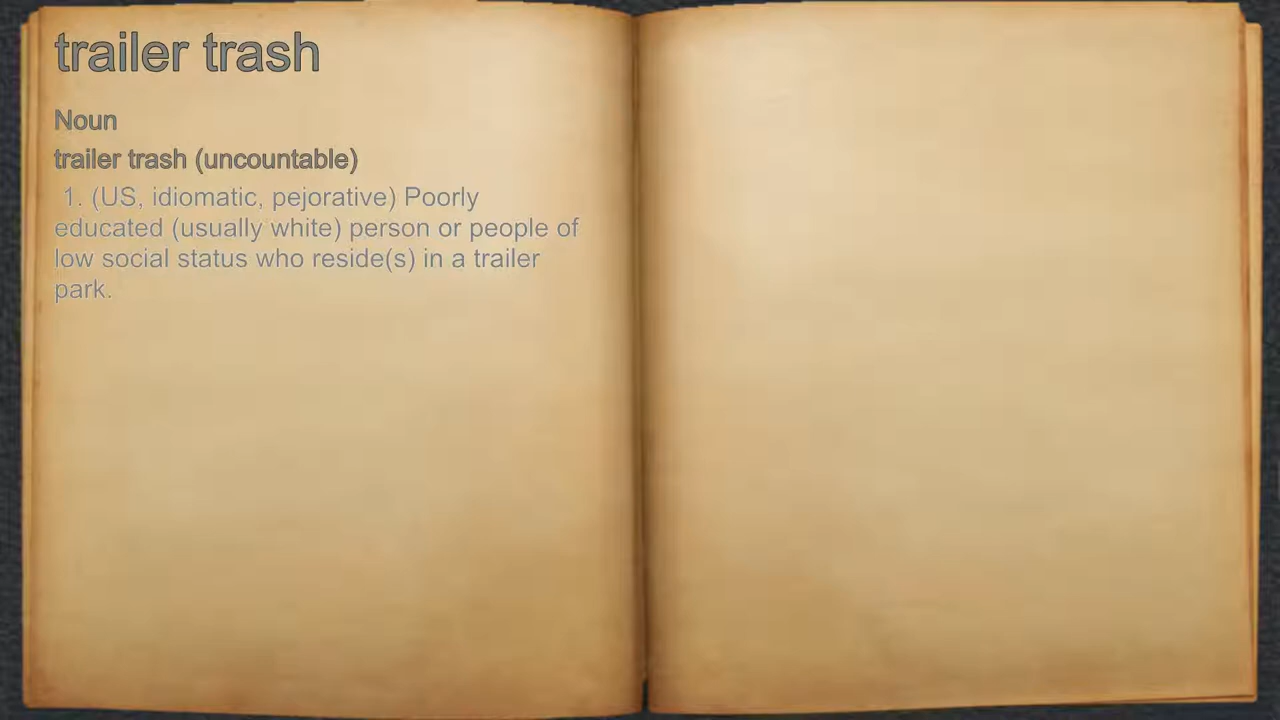 trailer trash
Noun
trailer trash (uncountable)
1. (US, idiomatic, pejorative) Poorly
educated (usually white) person or people of
low social status who reside(s) in a trailer
park.